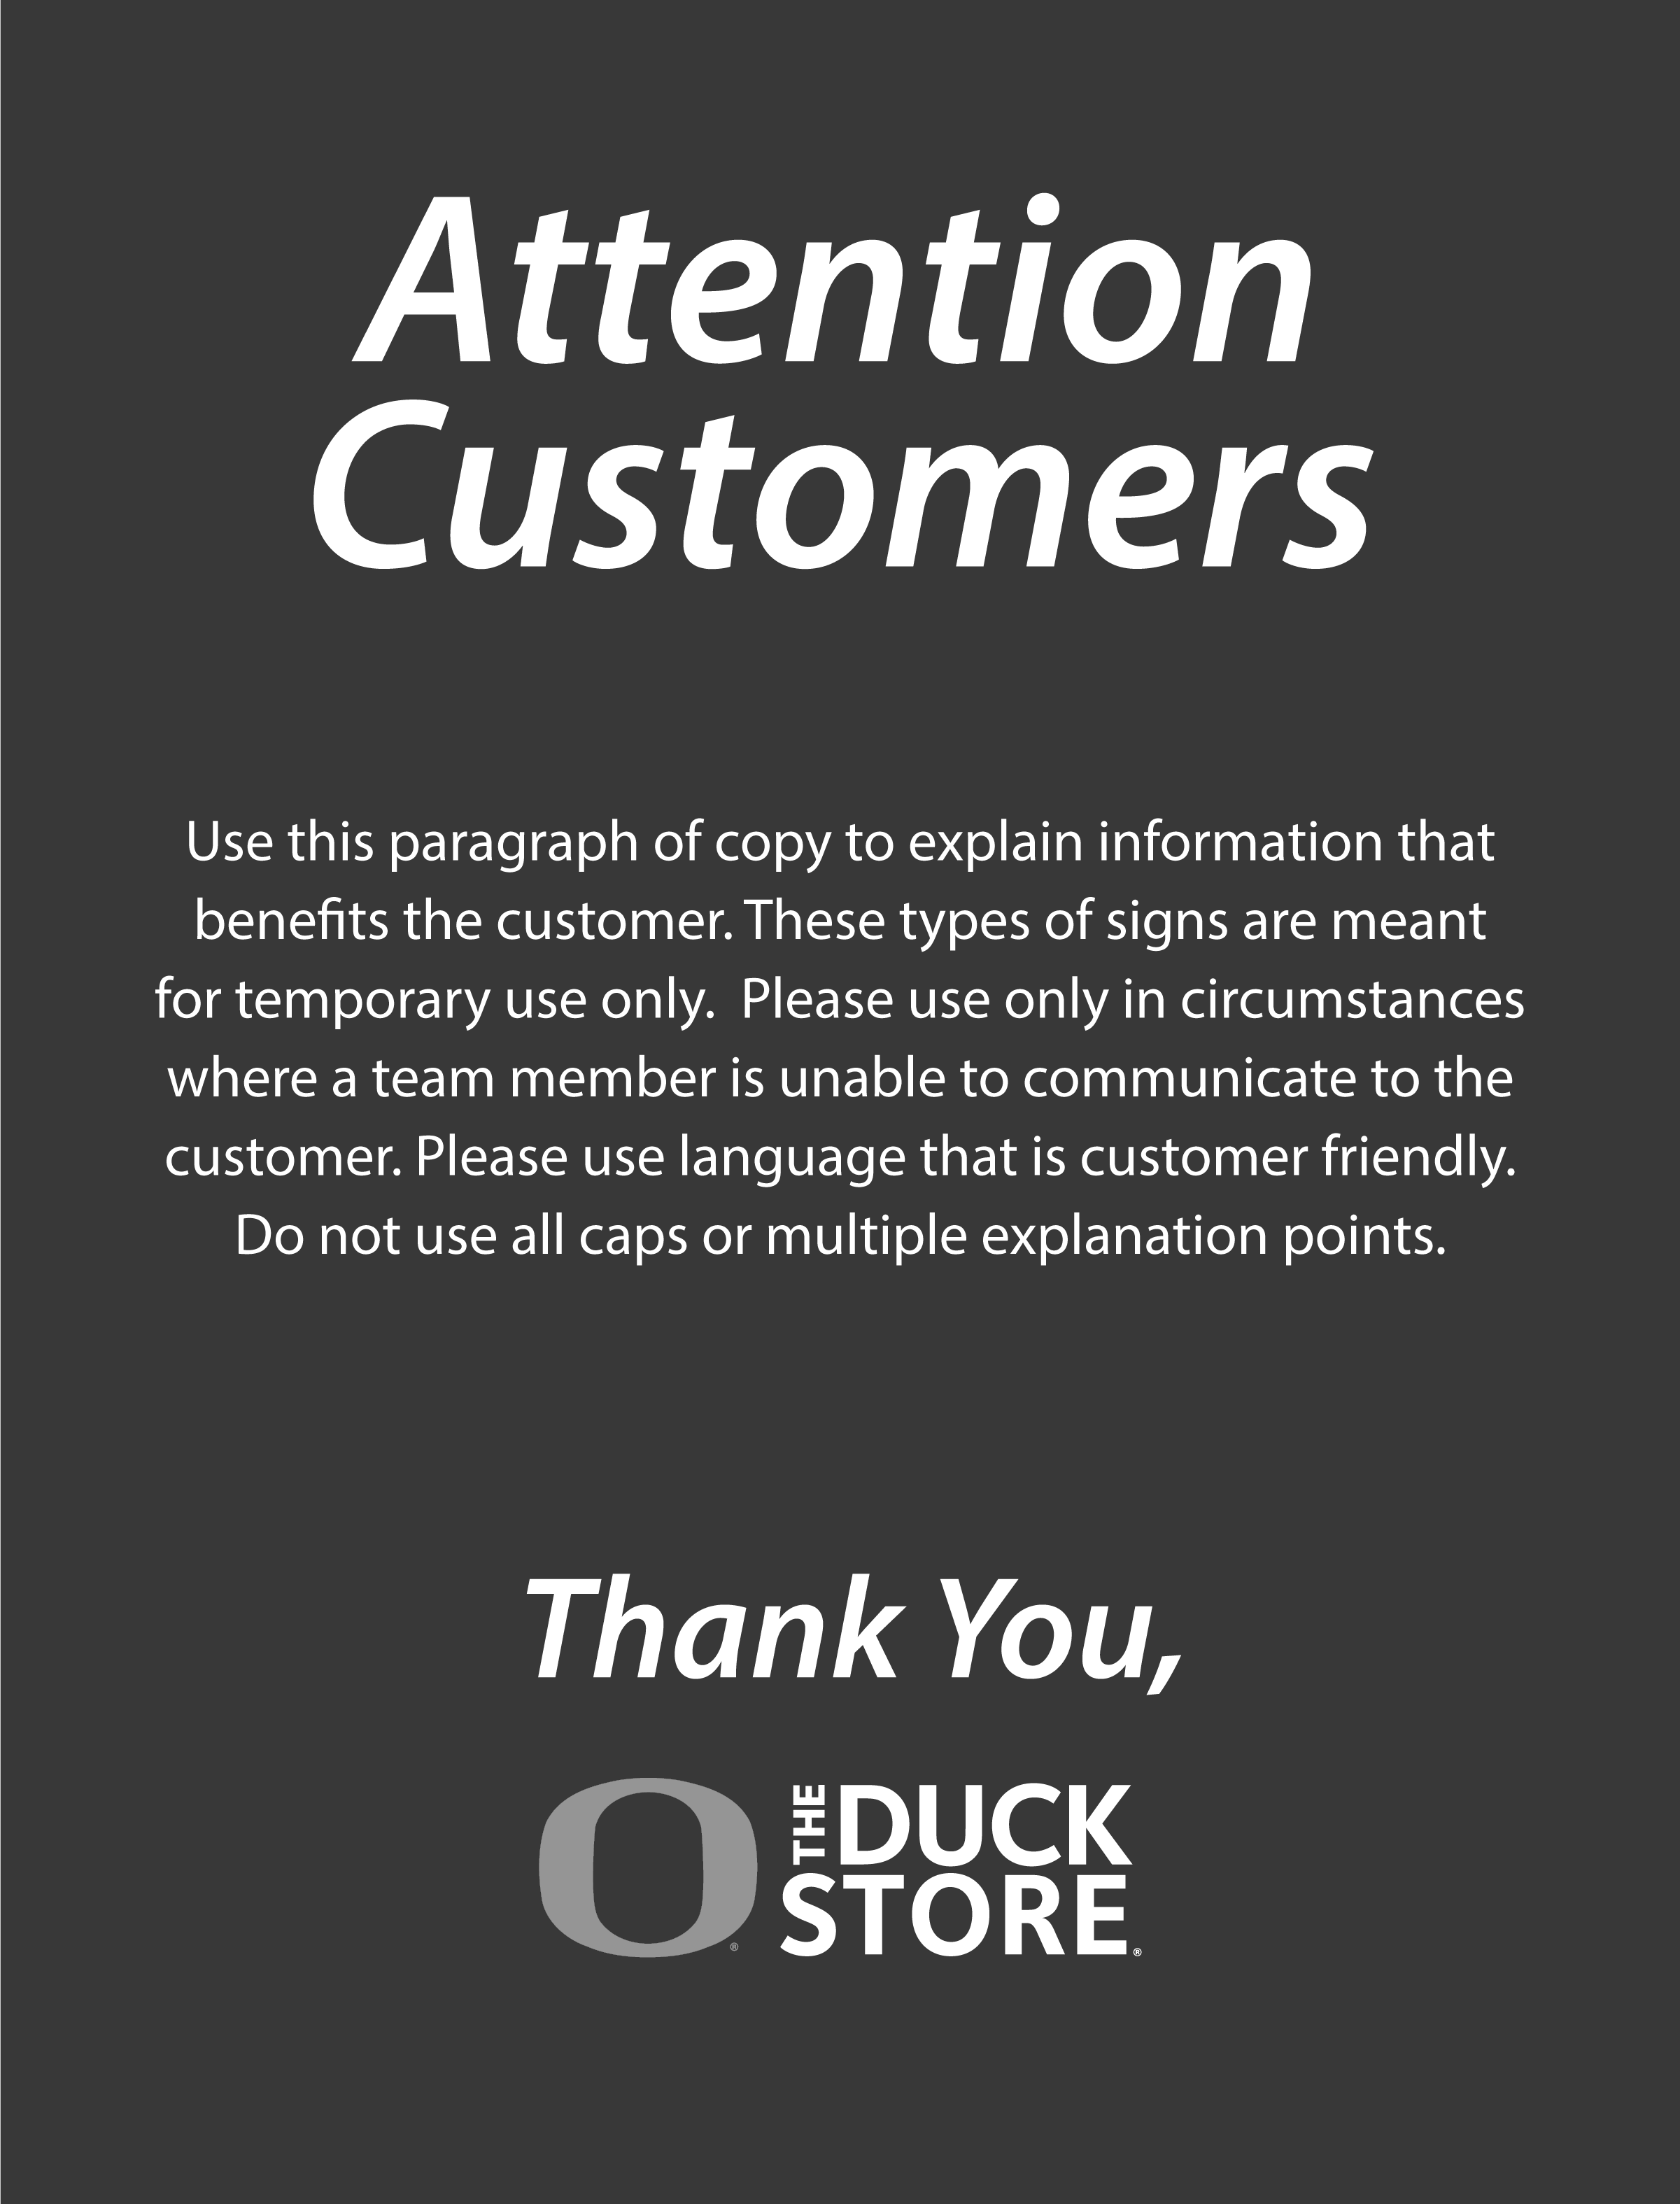 Attention
Customers
Use this paragraph of copy to explain information that
benefits the customer. These types of signs are meant
for temporary use only.  Please use only in circumstances
where a team member is unable to communicate to the
customer. Please use language that is customer friendly.
Do not use all caps or multiple explanation points.
Thank You,
O®
THE DUCK
STORE®